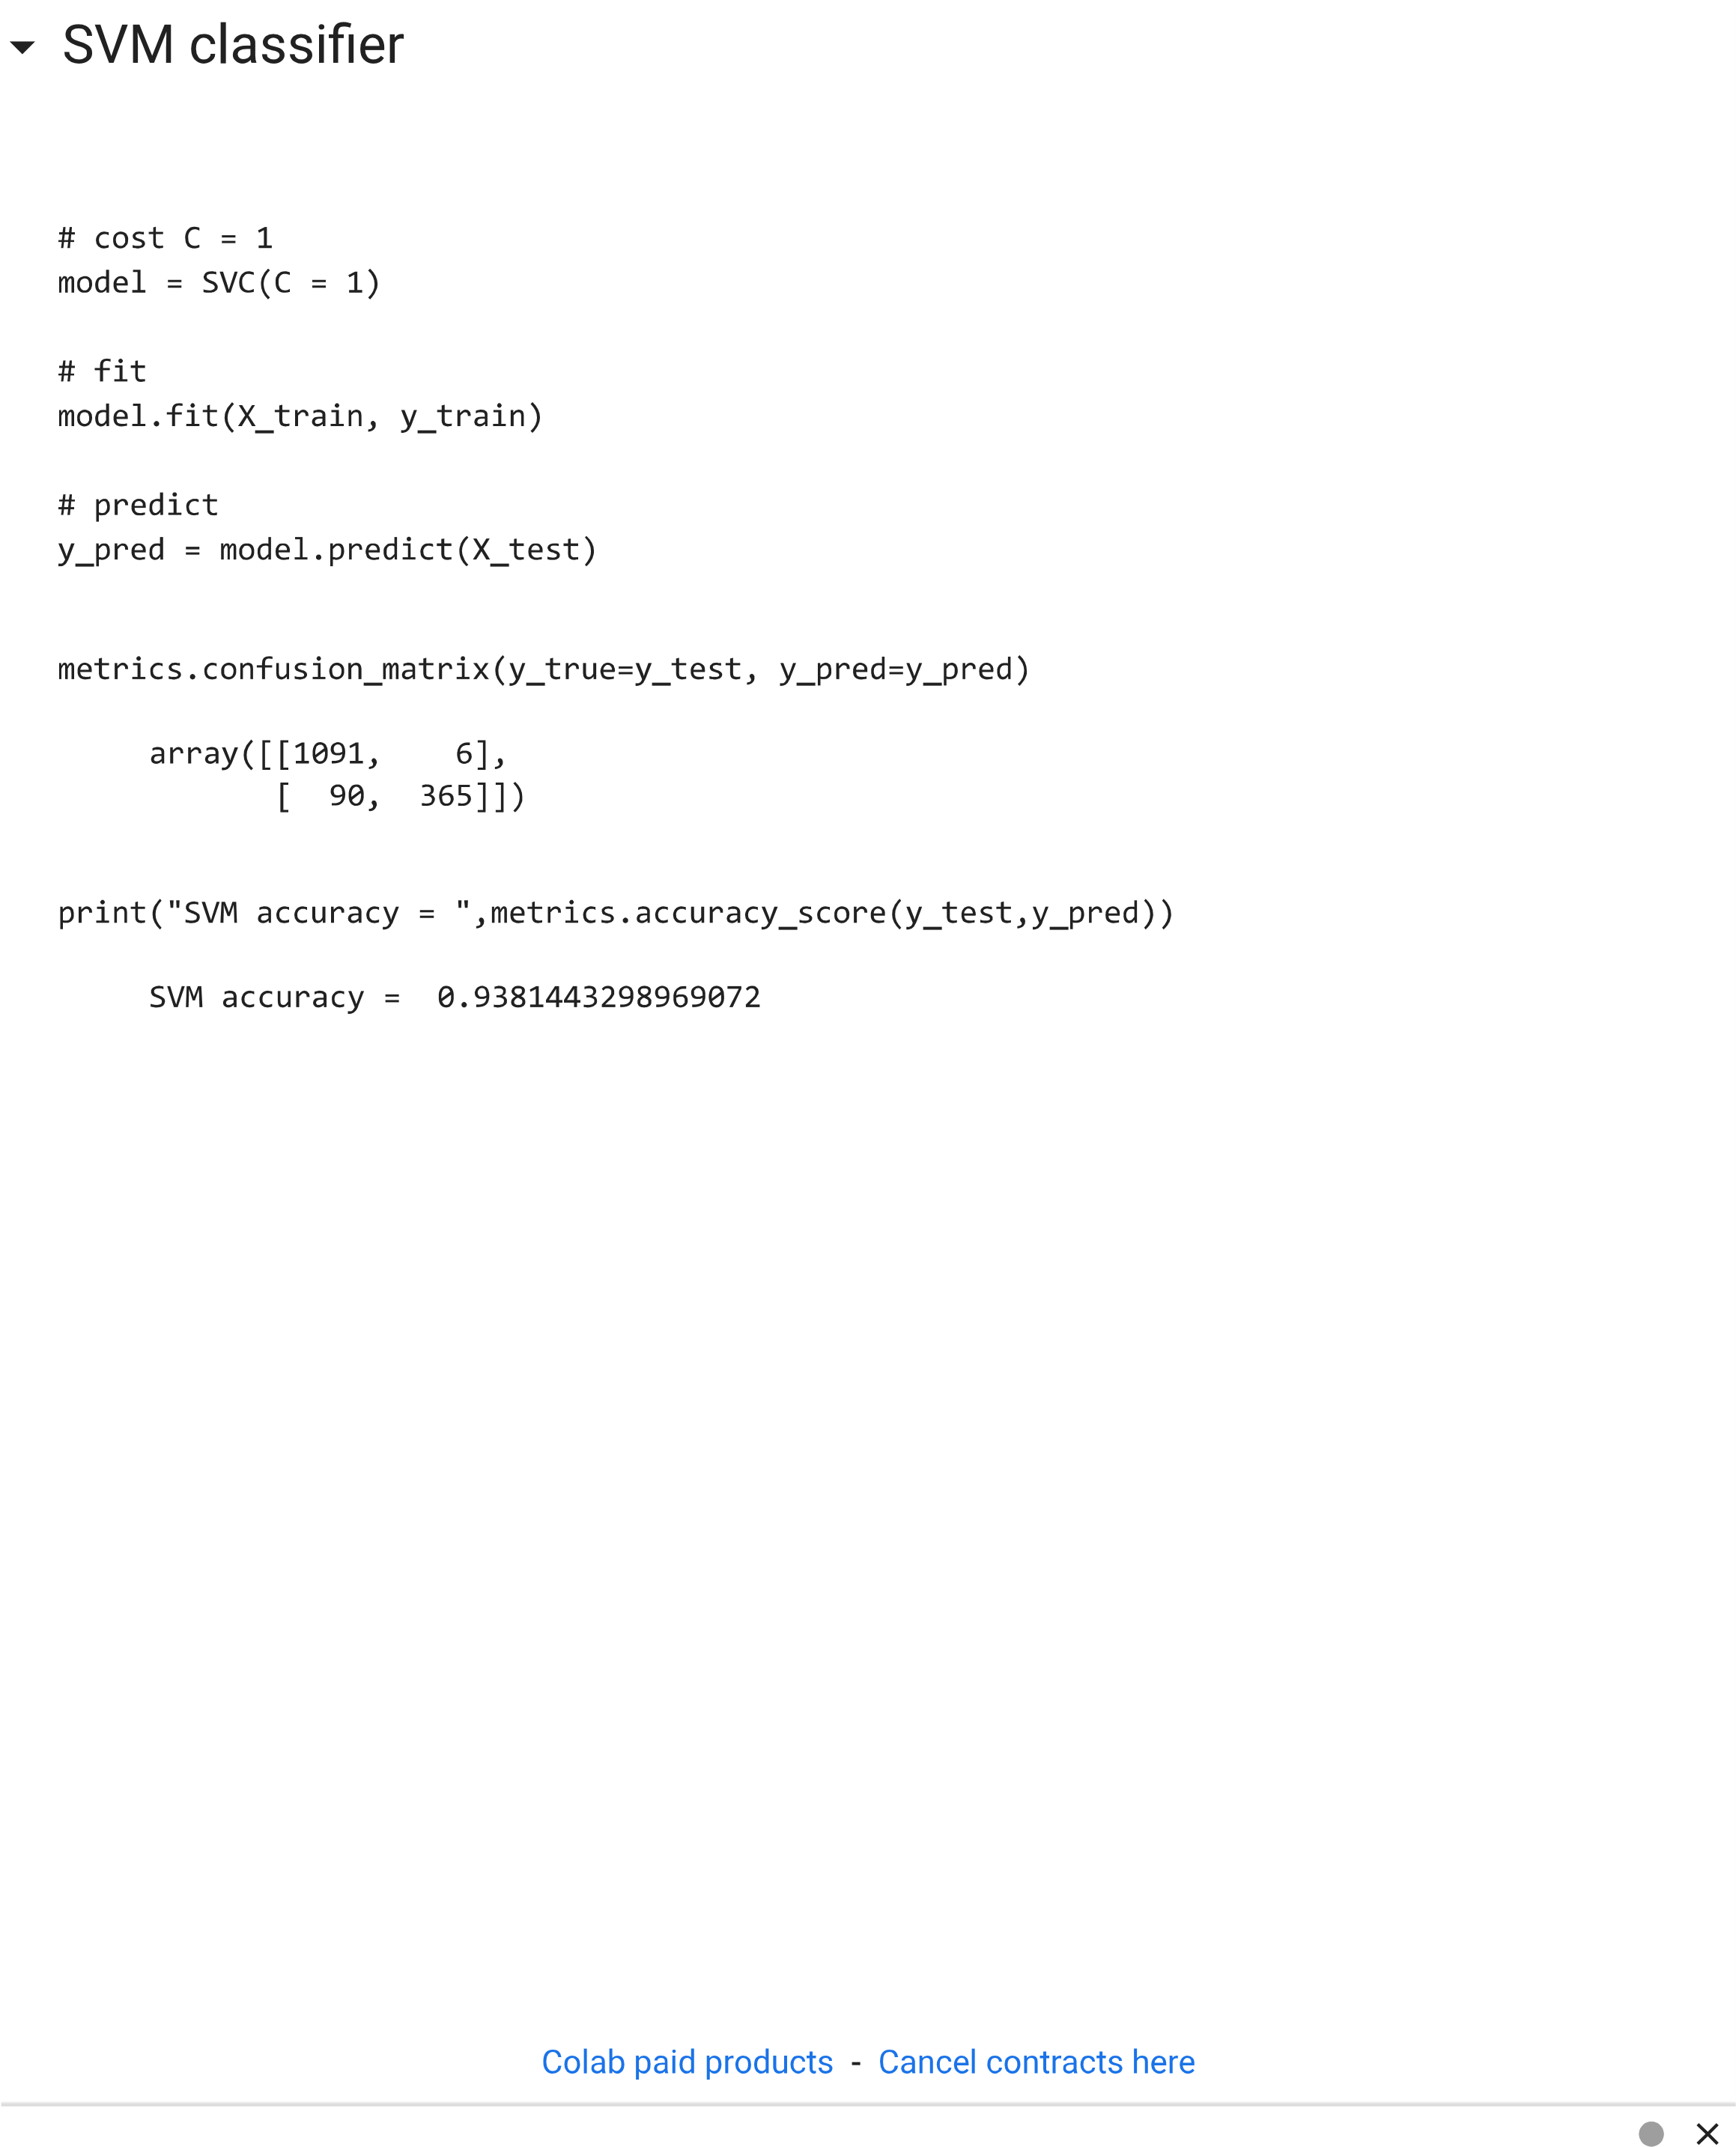 SVM classifier
# cost C = 1
model = SVC(C = 1)
# fit
model.fit(X_train, y_train)
# predict
y_pred = model.predict(X_test)
metrics.confusion_matrix(y_true=y_test, y_pred=y_pred)
array([[1091,    6],
       [  90,  365]])
print("SVM accuracy = ",metrics.accuracy_score(y_test,y_pred))
SVM accuracy =  0.9381443298969072
Colab paid products - Cancel contracts here